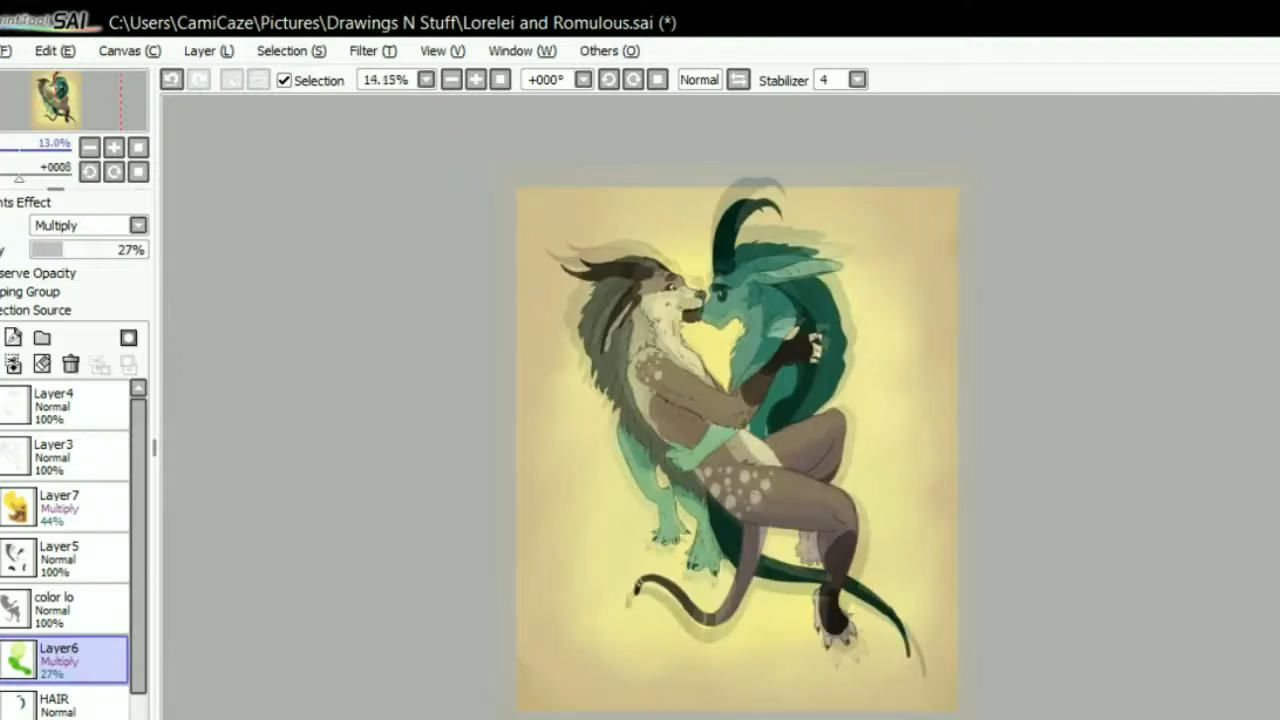 PaintTool SAI C:\Users\CamiCaze\Pictures\Drawings N Stuff\Lorelei and Romulous.sai (*)
(F) Edit (E) Canvas (C) Layer (L) Selection (S) Filter (T) View (V) Window (W) Others (O)
Selection 14.15% +000° Normal Stabilizer 4
13.0%
+0008
nts Effect
Multiply
y 27%
serve Opacity
ping Group
ection Source
Layer4
Normal
100%
Layer3
Normal
100%
Layer7
Multiply
44%
Layer5
Normal
100%
color lo
Normal
100%
Layer6
Multiply
27%
HAIR
Normal